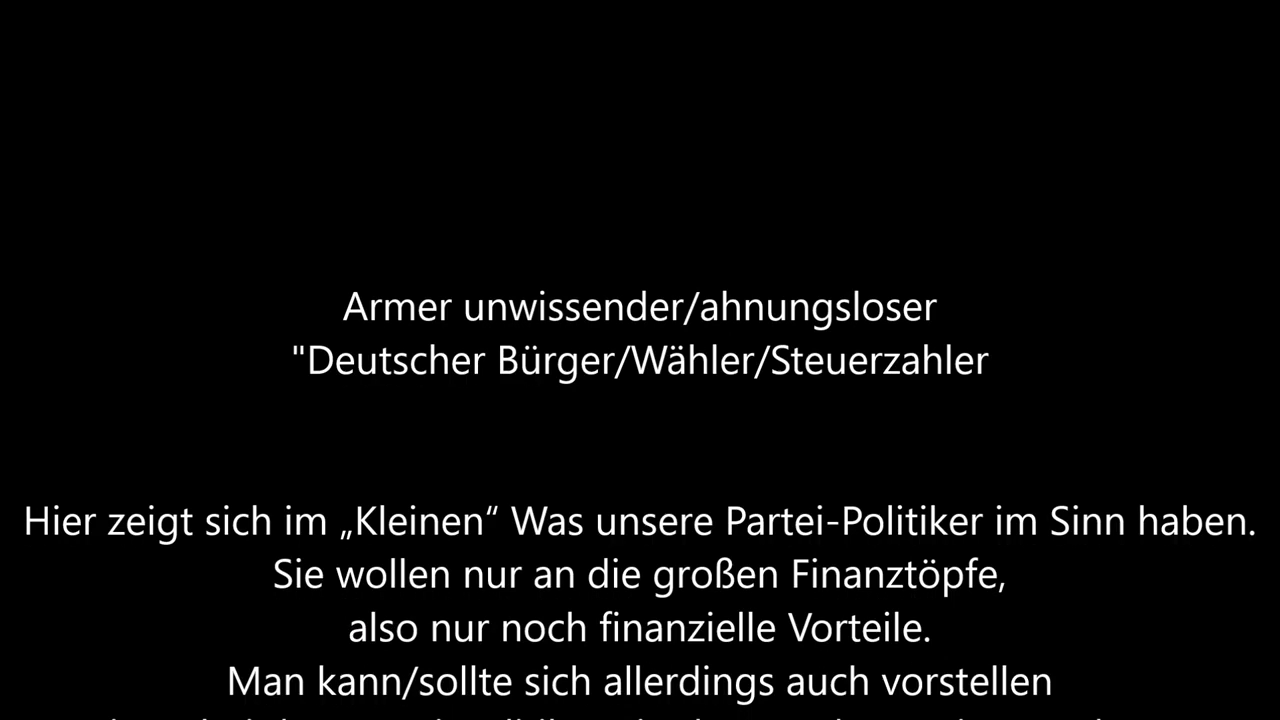 Armer unwissender/ahnungsloser
"Deutscher Bürger/Wähler/Steuerzahler
Hier zeigt sich im „Kleinen“ Was unsere Partei-Politiker im Sinn haben.
Sie wollen nur an die großen Finanztöpfe,
also nur noch finanzielle Vorteile.
Man kann/sollte sich allerdings auch vorstellen